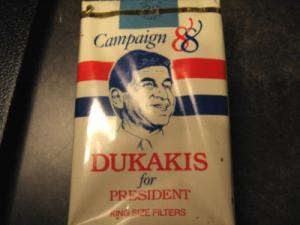 Campaign 88
DUKAKIS
for
PRESIDENT
KING SIZE FILTERS